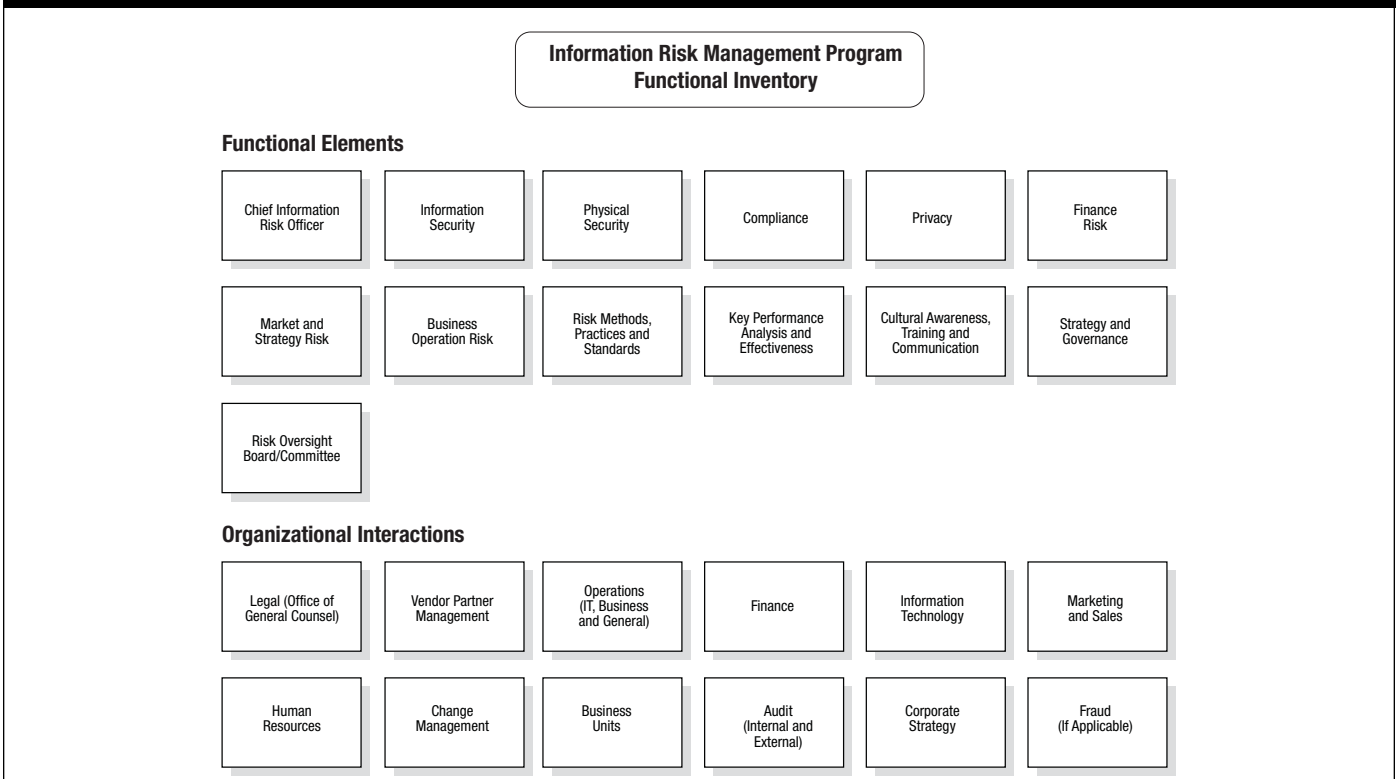 Information Risk Management Program
Functional Inventory
Functional Elements
Chief Information
Risk Officer
Information
Security
Physical
Security
Compliance
Privacy
Finance
Risk
Market and
Strategy Risk
Business
Operation Risk
Risk Methods,
Practices and
Standards
Key Performance
Analysis and
Effectiveness
Cultural Awareness,
Training and
Communication
Strategy and
Governance
Risk Oversight
Board/Committee
Organizational Interactions
Legal (Office of
General Counsel)
Vendor Partner
Management
Operations
(IT, Business
and General)
Finance
Information
Technology
Marketing
and Sales
Human
Resources
Change
Management
Business
Units
Audit
(Internal and
External)
Corporate
Strategy
Fraud
(If Applicable)